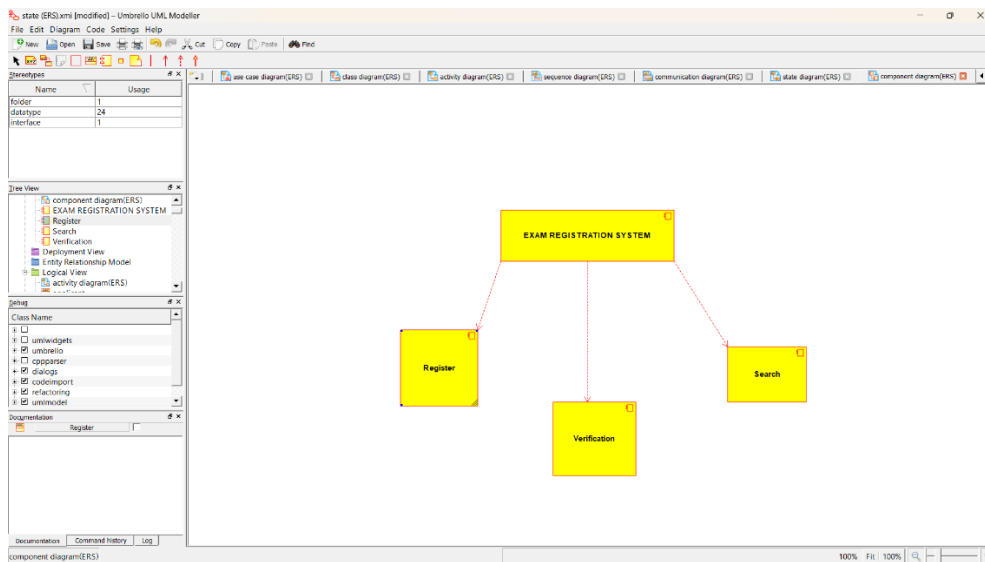 state (ERS).xmi [modified] – Umbrello UML Modeller
File Edit Diagram Code Settings Help
New Open Save Cut Copy Paste Find
Stereotypes
use case diagram(ERS) class diagram(ERS) activity diagram(ERS) sequence diagram(ERS) communication diagram(ERS) state diagram(ERS) component diagram(ERS)
Name Usage
folder 1
datatype 24
interface 1
Tree View
component diagram(ERS)
EXAM REGISTRATION SYSTEM
Register
Search
Verification
Deployment View
Entity Relationship Model
Logical View
activity diagram(ERS)
Debug
Class Name
umlwidgets
umbrello
cppparser
dialogs
codeimport
refactoring
umlmodel
Documentation
Register
EXAM REGISTRATION SYSTEM
Register
Search
Verification
Documentation Command history Log
component diagram(ERS)
100% Fit 100%